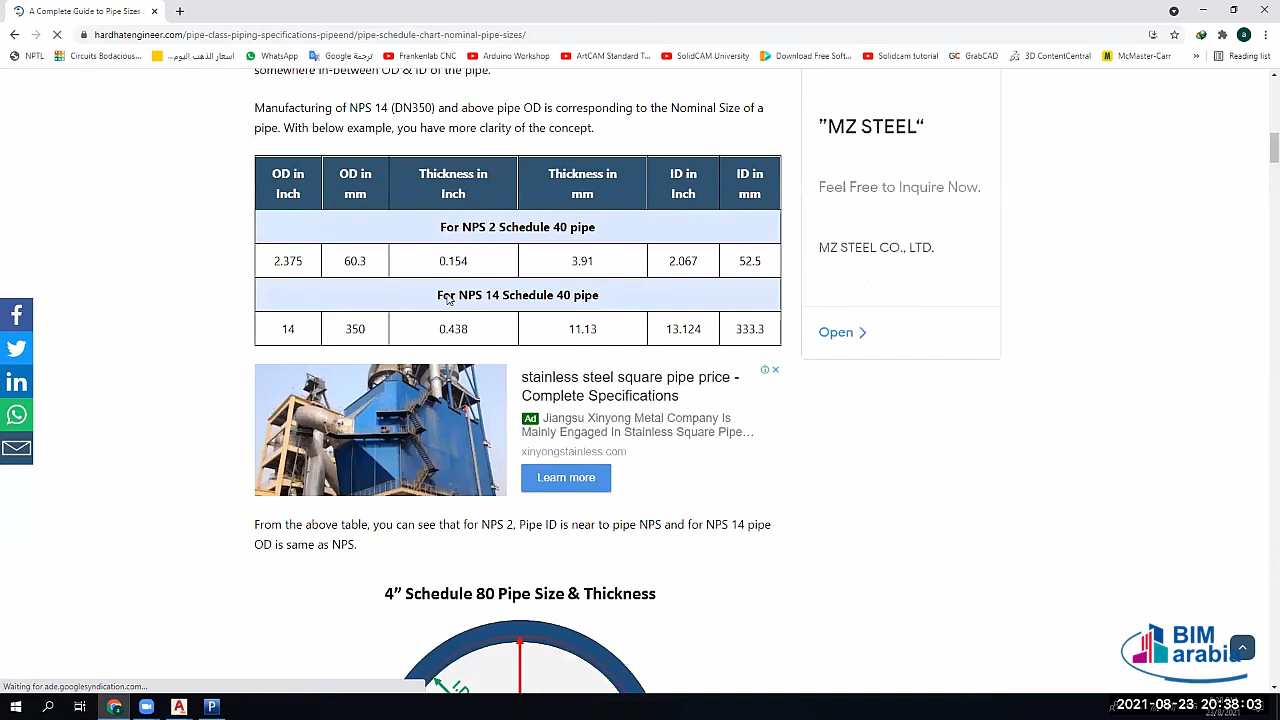 A Complete Guide to Pipe Sizes
hardhatengineer.com/pipe-class-piping-specifications-pipeend/pipe-schedule-chart-nominal-pipe-sizes/
NPTL
Circuits Bodacious...
اسعار الذهب اليوم...
WhatsApp
ترجمة Google
Frankenlab CNC
Arduino Workshop
ArtCAM Standard T...
SolidCAM University
Download Free Soft...
Solidcam tutorial
GrabCAD
3D ContentCentral
McMaster-Carr
Reading list
somewhere in-between OD & ID of the pipe.
Manufacturing of NPS 14 (DN350) and above pipe OD is corresponding to the Nominal Size of a
pipe. With below example, you have more clarity of the concept.
OD in Inch OD in mm Thickness in Inch Thickness in mm ID in Inch ID in mm
For NPS 2 Schedule 40 pipe
2.375 60.3 0.154 3.91 2.067 52.5
For NPS 14 Schedule 40 pipe
14 350 0.438 11.13 13.124 333.3
"MZ STEEL"
Feel Free to Inquire Now.
MZ STEEL CO., LTD.
Open
stainless steel square pipe price -
Complete Specifications
Ad Jiangsu Xinyong Metal Company Is
Mainly Engaged In Stainless Square Pipe...
xinyongstainless.com
Learn more
From the above table, you can see that for NPS 2, Pipe ID is near to pipe NPS and for NPS 14 pipe
OD is same as NPS.
4" Schedule 80 Pipe Size & Thickness
BIM
arabia
Waiting for ade.googlesyndication.com...
2021-08-23 20:38:03